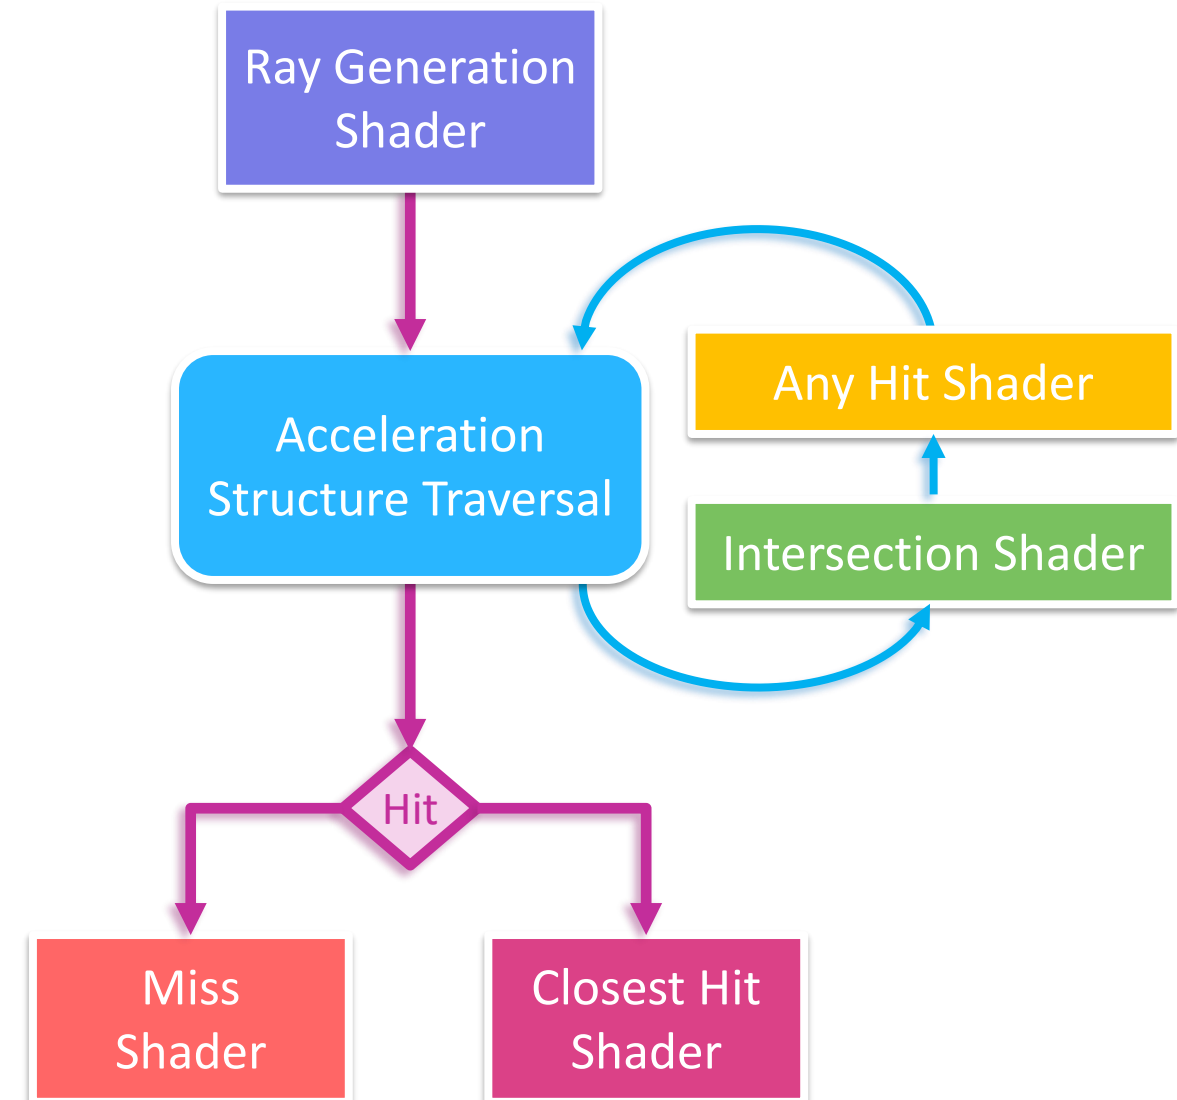 Ray Generation
Shader
Any Hit Shader
Acceleration
Structure Traversal
Intersection Shader
Hit
Miss
Shader
Closest Hit
Shader